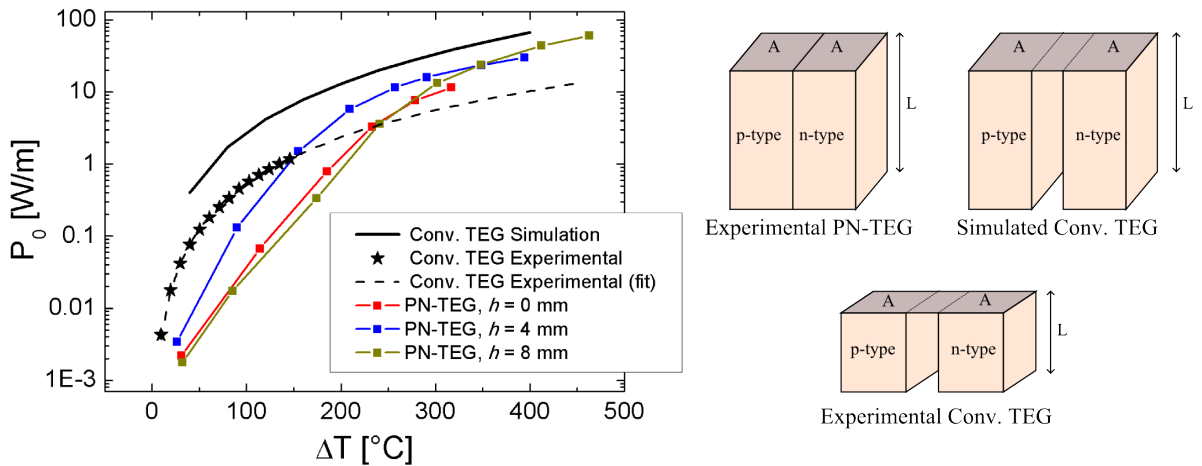 100
10
1
0.1
0.01
1E-3
P₀ [W/m]
0 100 200 300 400 500
ΔT [°C]
Conv. TEG Simulation
Conv. TEG Experimental
Conv. TEG Experimental (fit)
PN-TEG, h = 0 mm
PN-TEG, h = 4 mm
PN-TEG, h = 8 mm
A A
L
p-type n-type
Experimental PN-TEG
A A
L
p-type n-type
Simulated Conv. TEG
A A
L
p-type n-type
Experimental Conv. TEG